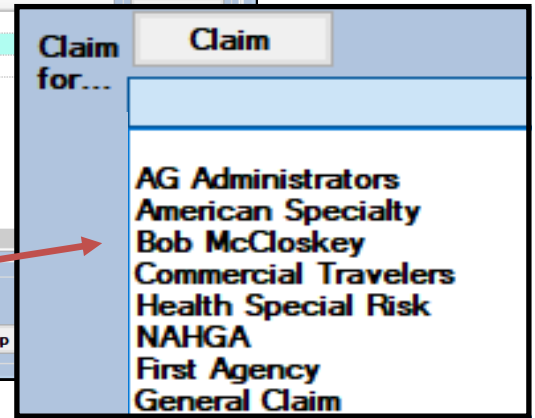 Claim for...
Claim
AG Administrators
American Specialty
Bob McCloskey
Commercial Travelers
Health Special Risk
NAHGA
First Agency
General Claim
p